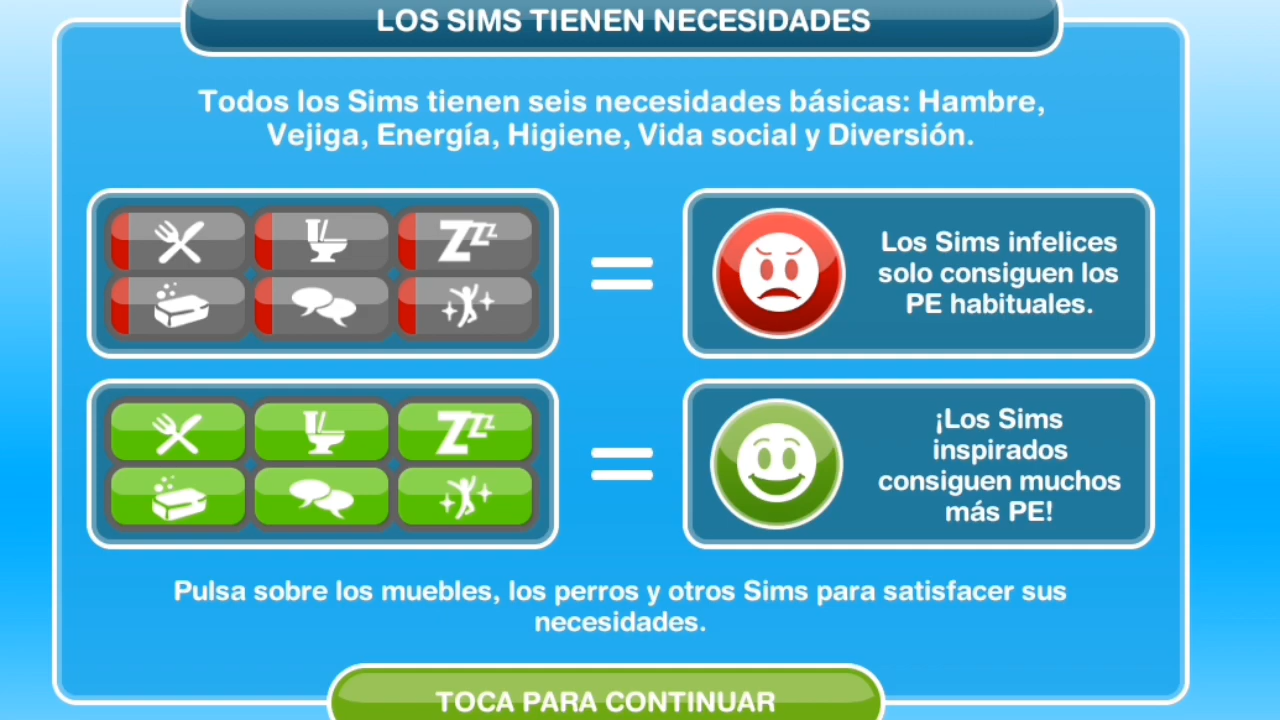 LOS SIMS TIENEN NECESIDADES
Todos los Sims tienen seis necesidades básicas: Hambre,
Vejiga, Energía, Higiene, Vida social y Diversión.
ZZZ
Los Sims infelices
solo consiguen los
PE habituales.
ZZZ
¡Los Sims
inspirados
consiguen muchos
más PE!
Pulsa sobre los muebles, los perros y otros Sims para satisfacer sus
necesidades.
TOCA PARA CONTINUAR